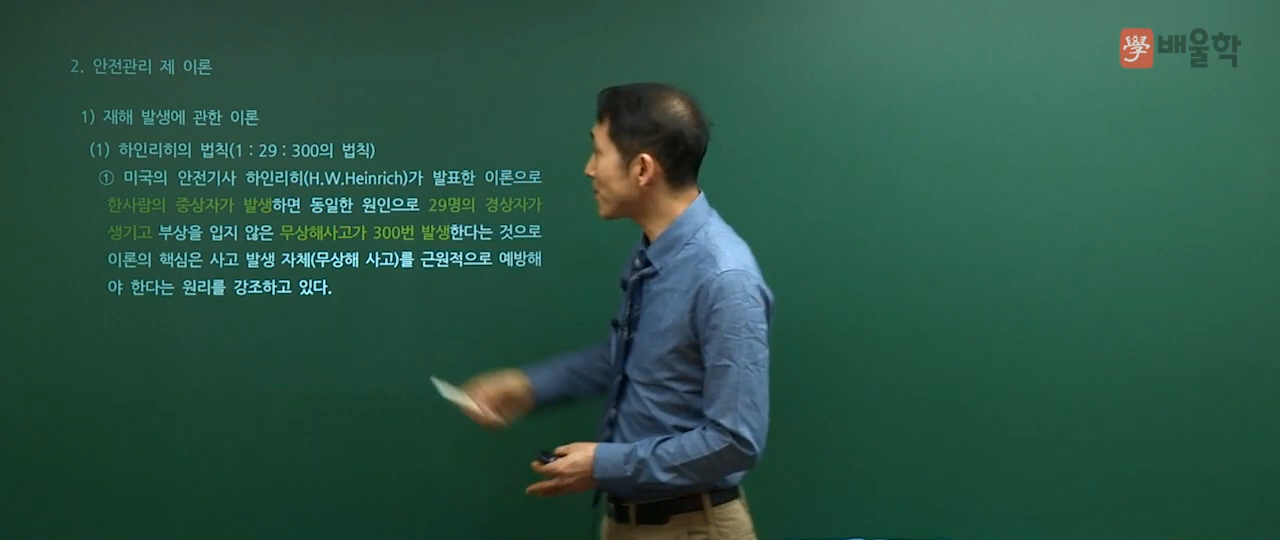 學 배울학
2. 안전관리 제 이론
1) 재해 발생에 관한 이론
(1) 하인리히의 법칙(1 : 29 : 300의 법칙)
① 미국의 안전기사 하인리히(H.W.Heinrich)가 발표한 이론으로
한사람의 중상자가 발생하면 동일한 원인으로 29명의 경상자가
생기고 부상을 입지 않은 무상해사고가 300번 발생한다는 것으로
이론의 핵심은 사고 발생 자체(무상해 사고)를 근원적으로 예방해
야 한다는 원리를 강조하고 있다.